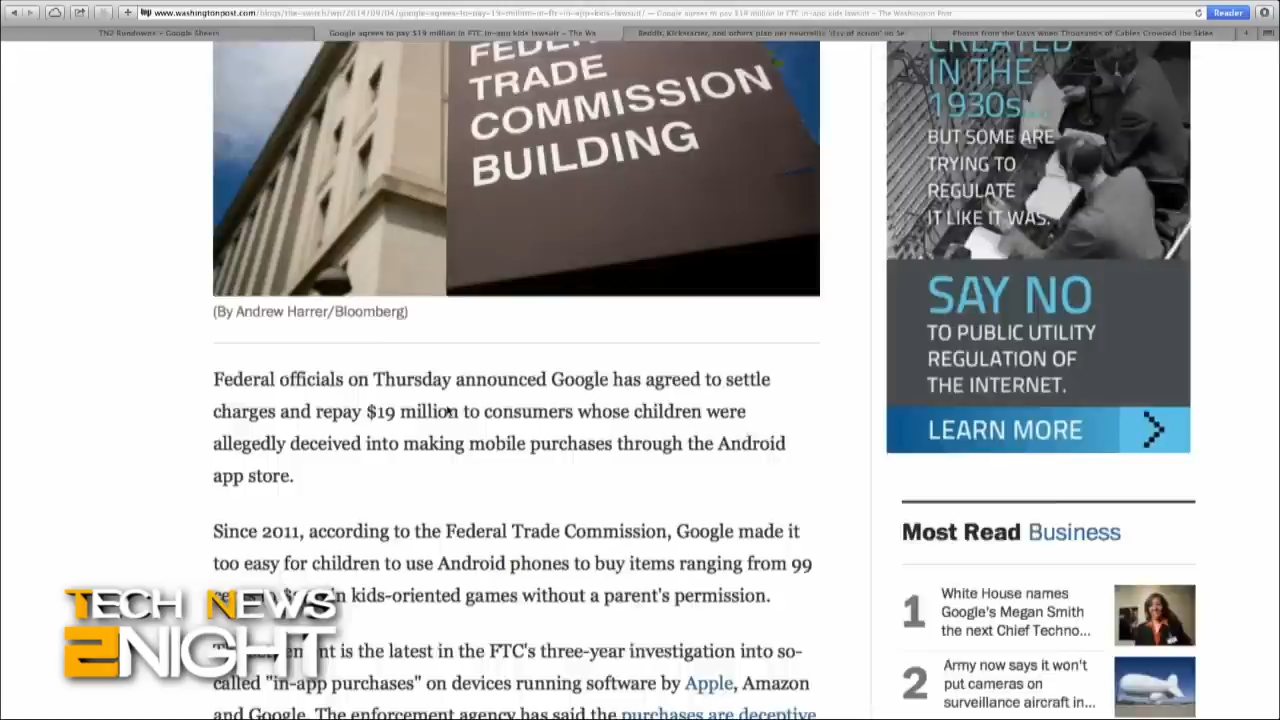 www.washingtonpost.com/blogs/the-switch/wp/2014/09/04/google-agrees-to-pay-19-million-in-ftc-in-app-kids-lawsuit/ — Google agrees to pay $19 million in FTC in-app kids lawsuit – The Washington Post
Reader
TN2 Rundowns – Google Sheets
Google agrees to pay $19 million in FTC in-app kids lawsuit – The Wa
Reddit, Kickstarter, and others plan net neutrality 'day of action' on Se
Photos from the Days When Thousands of Cables Crowded the Skies
FEDERAL
TRADE
COMMISSION
BUILDING
(By Andrew Harrer/Bloomberg)
Federal officials on Thursday announced Google has agreed to settle
charges and repay $19 million to consumers whose children were
allegedly deceived into making mobile purchases through the Android
app store.
Since 2011, according to the Federal Trade Commission, Google made it
too easy for children to use Android phones to buy items ranging from 99
in kids-oriented games without a parent's permission.
is the latest in the FTC's three-year investigation into so-
called "in-app purchases" on devices running software by Apple, Amazon
and Google. The enforcement agency has said the purchases are deceptive
CREATED
IN THE
1930s...
BUT SOME ARE
TRYING TO
REGULATE
IT LIKE IT WAS.
SAY NO
TO PUBLIC UTILITY
REGULATION OF
THE INTERNET.
LEARN MORE
Most Read Business
1
White House names
Google's Megan Smith
the next Chief Techno...
2
Army now says it won't
put cameras on
surveillance aircraft in...
TECH NEWS
2NIGHT